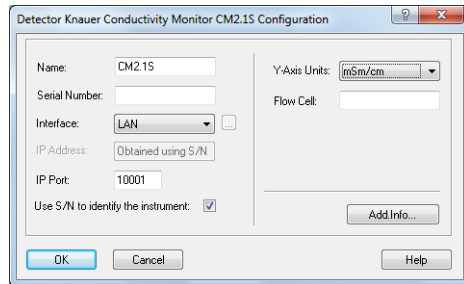 Detector Knauer Conductivity Monitor CM2.1S Configuration
Name: CM2.1S
Serial Number:
Interface: LAN ...
IP Address: Obtained using S/N
IP Port: 10001
Use S/N to identify the instrument:
Y-Axis Units: mSm/cm
Flow Cell:
Add.Info...
OK Cancel Help